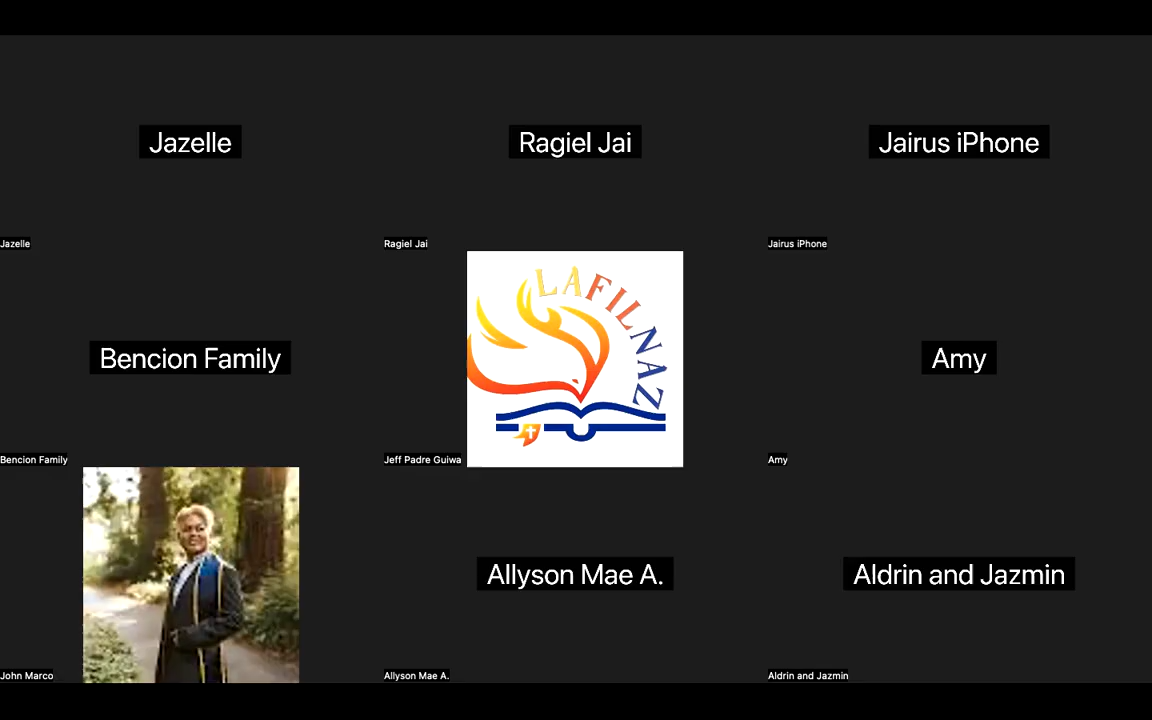 Jazelle
Ragiel Jai
Jairus iPhone
Jazelle
Ragiel Jai
Jairus iPhone
LAFILNAZ
Bencion Family
Amy
Bencion Family
Jeff Padre Guiwa
Amy
Allyson Mae A.
Aldrin and Jazmin
John Marco
Allyson Mae A.
Aldrin and Jazmin